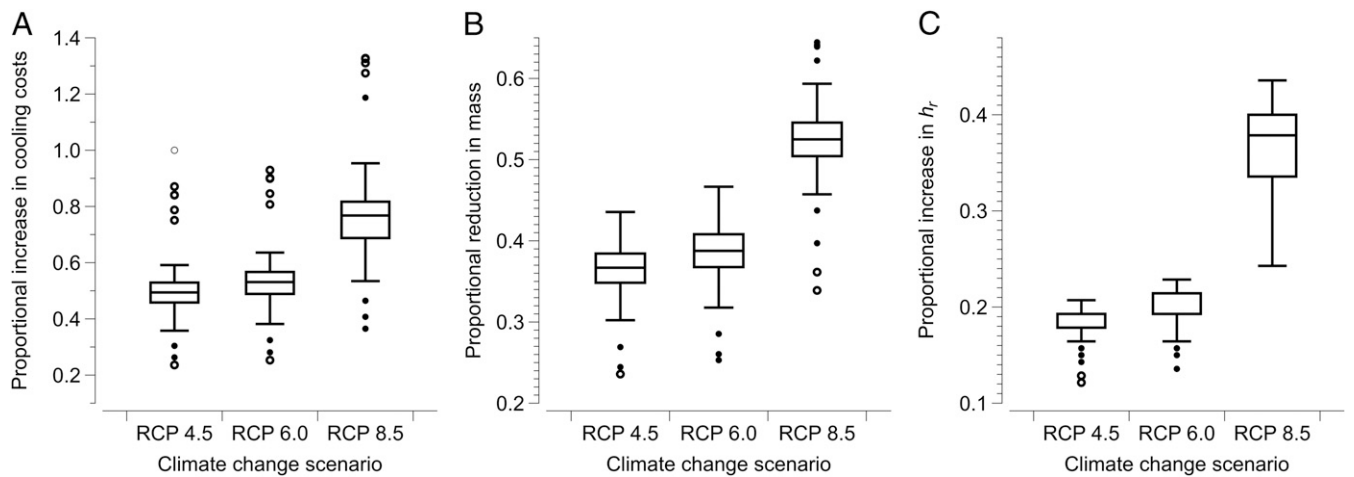 A
Proportional increase in cooling costs
1.4
1.2
1.0
0.8
0.6
0.4
0.2
RCP 4.5 RCP 6.0 RCP 8.5
Climate change scenario
B
Proportional reduction in mass
0.6
0.5
0.4
0.3
0.2
RCP 4.5 RCP 6.0 RCP 8.5
Climate change scenario
C
Proportional increase in hr
0.4
0.3
0.2
0.1
RCP 4.5 RCP 6.0 RCP 8.5
Climate change scenario